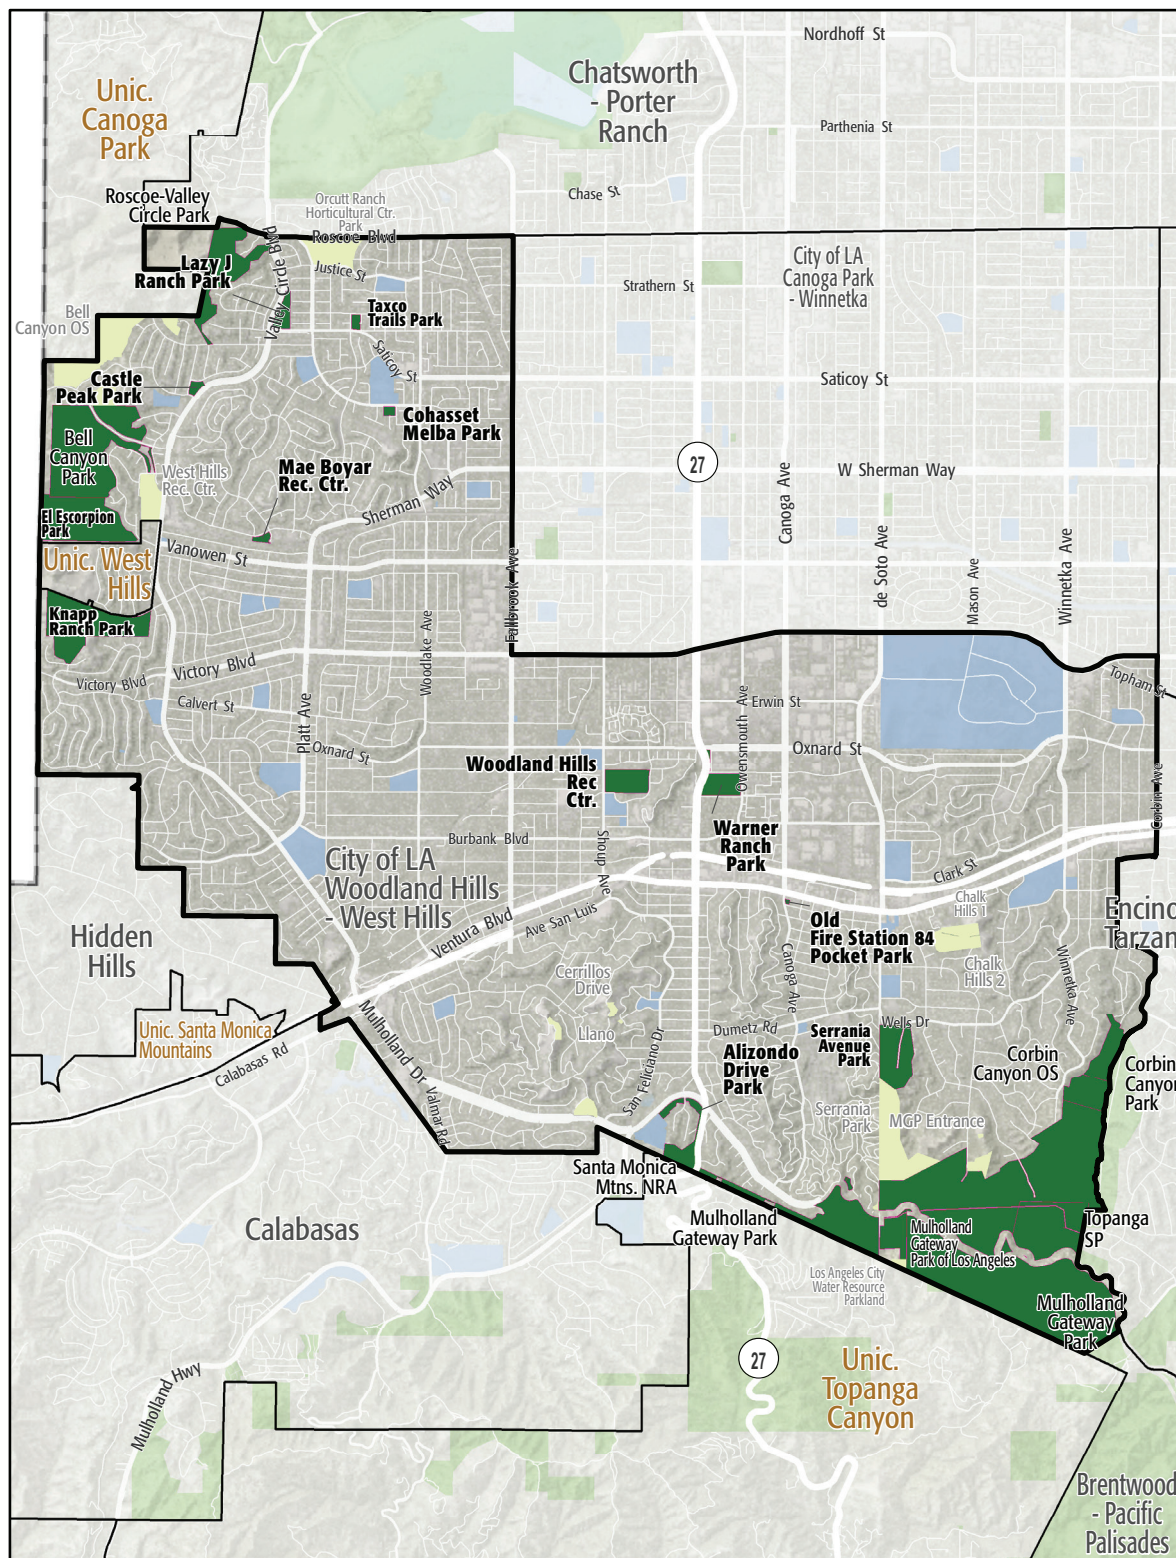 Nordhoff St
Chatsworth
- Porter
Ranch
Unic.
Canoga
Park
Parthenia St
Chase St
Roscoe-Valley
Circle Park
Orcutt Ranch
Horticultural Ctr.
Park
Roscoe Blvd
Valley Circle Blvd
Lazy J
Ranch Park
Justice St
City of LA
Canoga Park
- Winnetka
Strathern St
Bell
Canyon OS
Taxco
Trails Park
Saticoy St
Saticoy St
Castle
Peak Park
Cohasset
Melba Park
Bell
Canyon
Park
West Hills
Rec. Ctr.
Mae Boyar
Rec. Ctr.
27
W Sherman Way
Sherman Way
Canoga Ave
El Escorpion
Park
Unic. West
Hills
Vanowen St
Fallbrook Ave
de Soto Ave
Mason Ave
Winnetka Ave
Knapp
Ranch Park
Woodlake Ave
Victory Blvd
Victory Blvd
Topham St
Calvert St
Platt Ave
Owensmouth Ave
Erwin St
Oxnard St
Oxnard St
Woodland Hills
Rec
Ctr.
Corbin Ave
Warner
Ranch
Park
Burbank Blvd
Shoup Ave
City of LA
Woodland Hills
- West Hills
Clark St
Chalk
Hills 1
Ventura Blvd
Ave San Luis
Old
Fire Station 84
Pocket Park
Encino
Tarzan
Hidden
Hills
Cerrillos
Drive
Canoga Ave
Chalk
Hills 2
Winnetka Ave
Unic. Santa Monica
Mountains
Calabasas Rd
Mulholland Dr
Valmar Rd
Llano
San Feliciano Dr
Dumetz Rd
Wells Dr
Serrania
Avenue
Park
Alizondo
Drive
Park
Corbin
Canyon OS
Corbin
Canyon
Park
Serrania
Park
MGP Entrance
Santa Monica
Mtns. NRA
Calabasas
Mulholland
Gateway Park
Mulholland
Gateway
Park of Los Angeles
Topanga
SP
Los Angeles City
Water Resource
Parkland
Mulholland
Gateway
Park
27
Unic.
Topanga
Canyon
Mulholland Hwy
Brentwood
- Pacific
Palisades